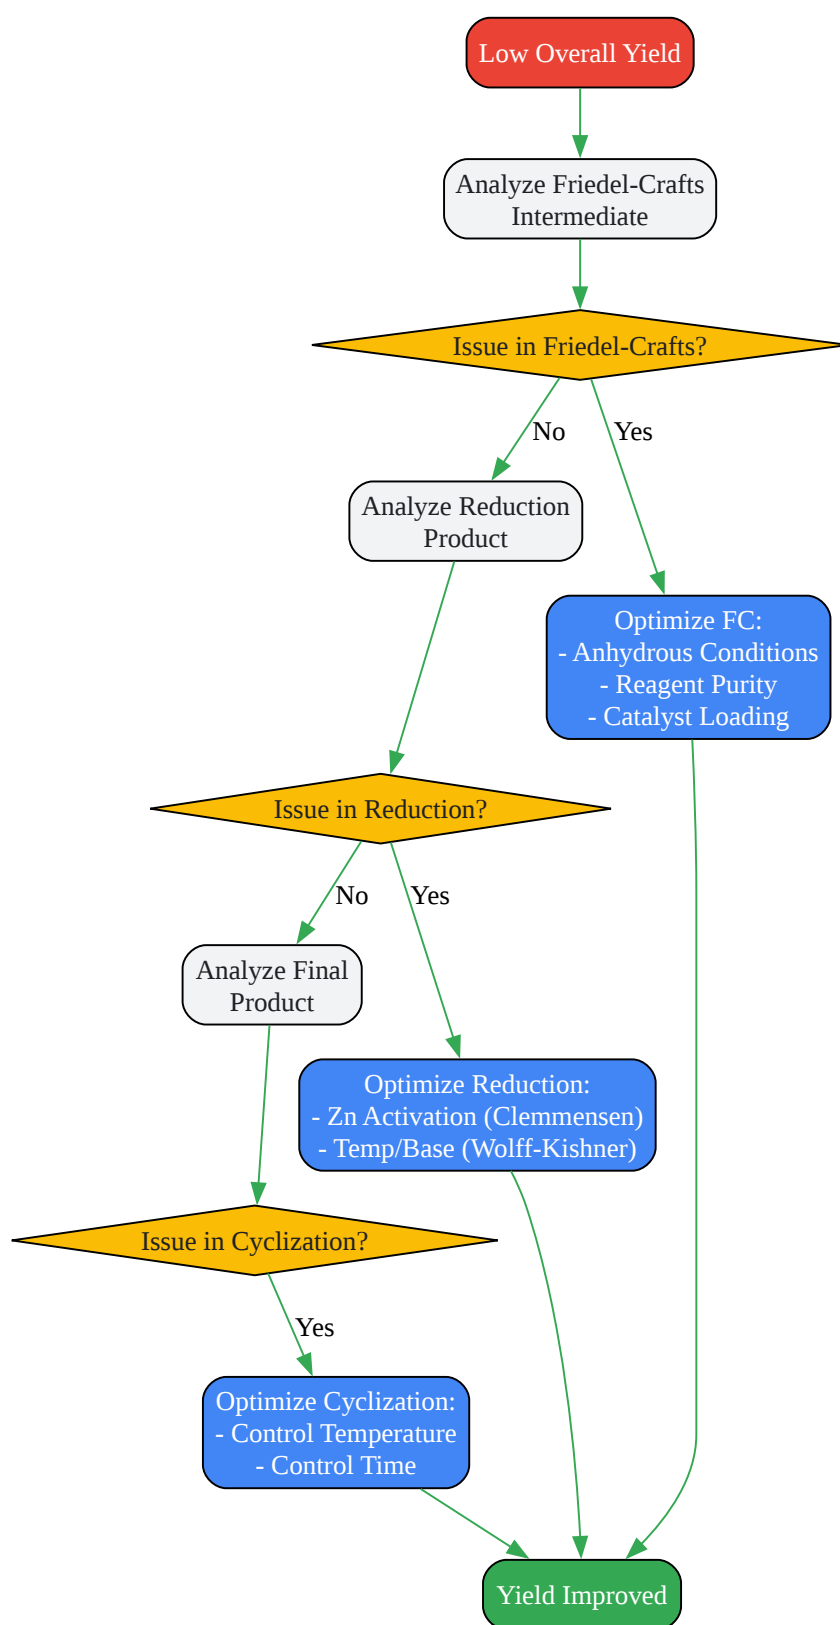 Low Overall Yield
Analyze Friedel-Crafts
Intermediate
Issue in Friedel-Crafts?
No
Yes
Analyze Reduction
Product
Optimize FC:
- Anhydrous Conditions
- Reagent Purity
- Catalyst Loading
Issue in Reduction?
No
Yes
Analyze Final
Product
Optimize Reduction:
- Zn Activation (Clemmensen)
- Temp/Base (Wolff-Kishner)
Issue in Cyclization?
Yes
Optimize Cyclization:
- Control Temperature
- Control Time
Yield Improved